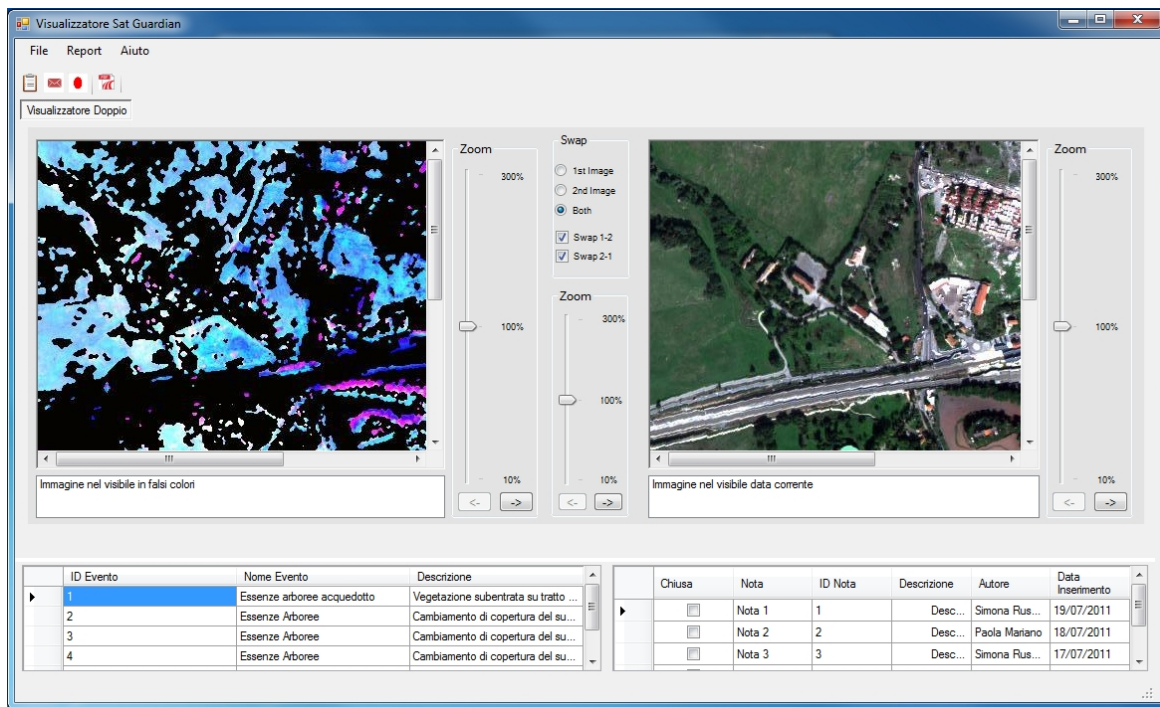 Visualizzatore Sat Guardian
File Report Aiuto
Visualizzatore Doppio
Zoom
300%
100%
10%
<- ->
Immagine nel visibile in falsi colori
Swap
1st Image
2nd Image
Both
Swap 1-2
Swap 2-1
Zoom
300%
100%
10%
<- ->
Immagine nel visibile data corrente
Zoom
300%
100%
10%
<- ->
ID Evento Nome Evento Descrizione
1 Essenze arboree acquedotto Vegetazione subentrata su tratto ...
2 Essenze Arboree Cambiamento di copertura del su...
3 Essenze Arboree Cambiamento di copertura del su...
4 Essenze Arboree Cambiamento di copertura del su...
Chiusa Nota ID Nota Descrizione Autore Data Inserimento
Nota 1 1 Desc... Simona Rus... 19/07/2011
Nota 2 2 Desc... Paola Mariano 18/07/2011
Nota 3 3 Desc... Simona Rus... 17/07/2011